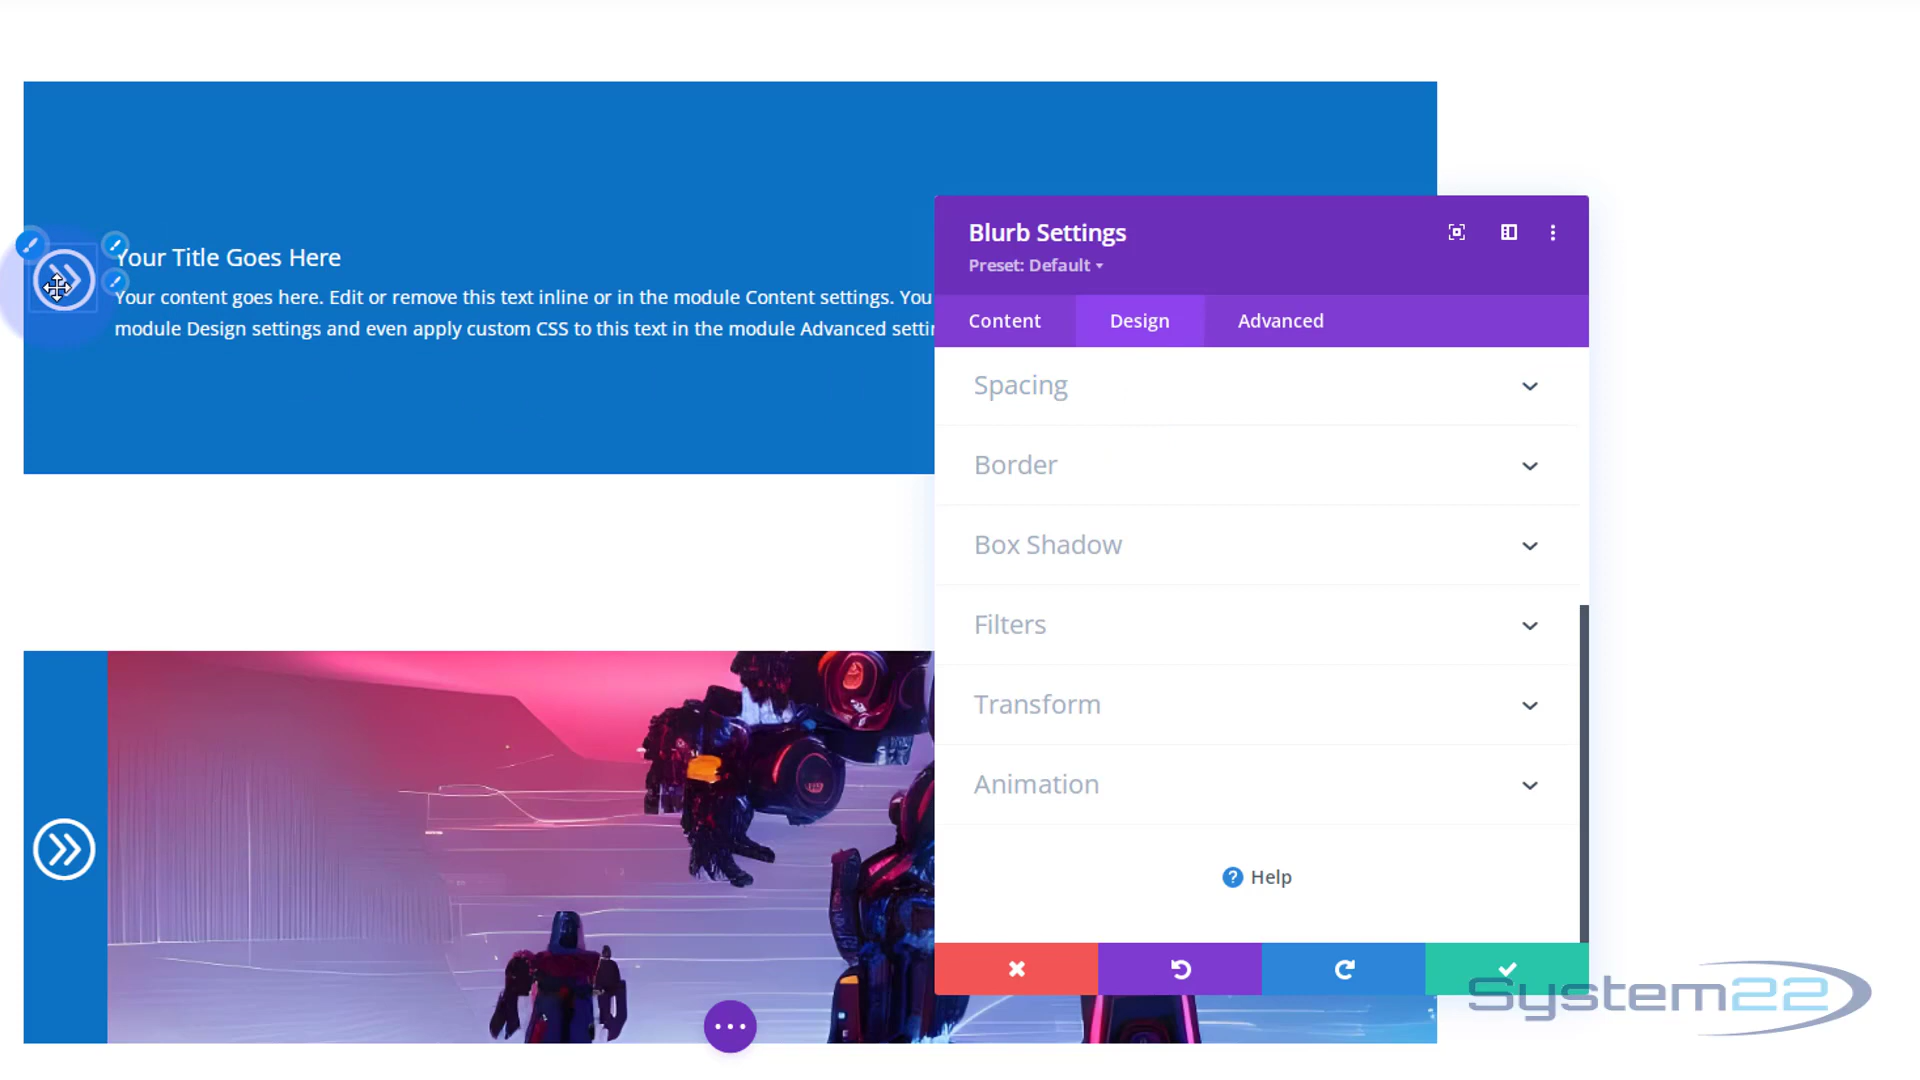 Your Title Goes Here
Your content goes here. Edit or remove this text inline or in the module Content settings. You
module Design settings and even apply custom CSS to this text in the module Advanced settin
Blurb Settings
Preset: Default
Content
Design
Advanced
Spacing
Border
Box Shadow
Filters
Transform
Animation
? Help
System22